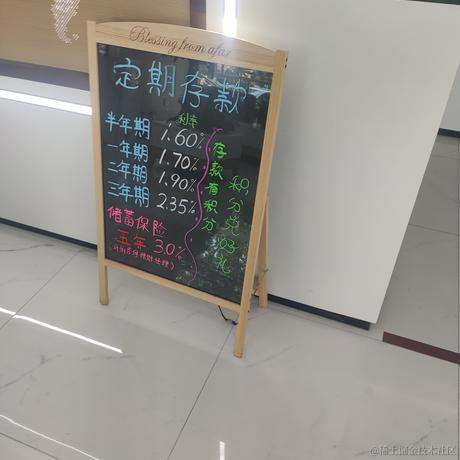 Blessing from afar
定期存款
利率
半年期 1.60%
一年期 1.70%
二年期 1.90%
三年期 2.35%
储蓄保险
五年 3.0%
存款有积分
积分兑好礼
@稀土掘金技术社区